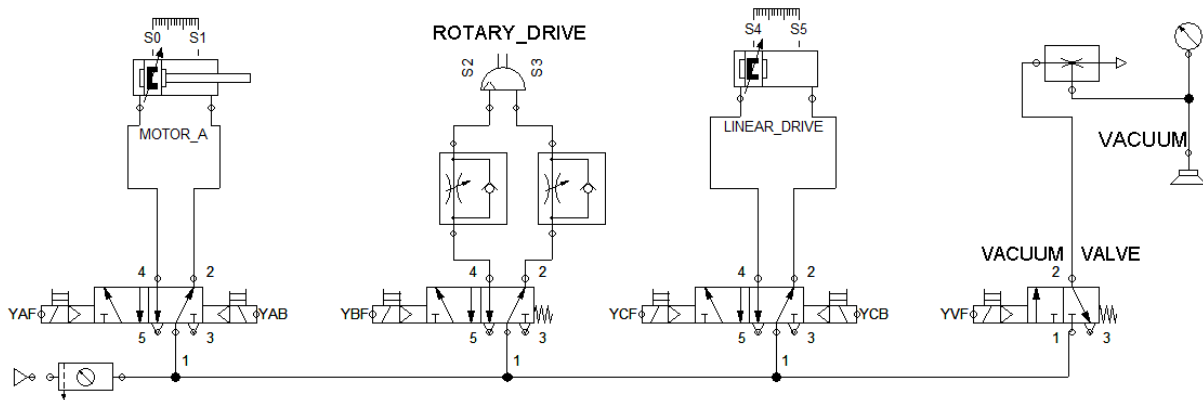 S0 S1
ROTARY_DRIVE
S2 S3
S4 S5
MOTOR_A
LINEAR_DRIVE
VACUUM
VACUUM VALVE
4 2
4 2
4 2
2
YAF YAB
YBF
YCF YCB
YVF
5 3
5 3
5 3
1 3
1
1
1